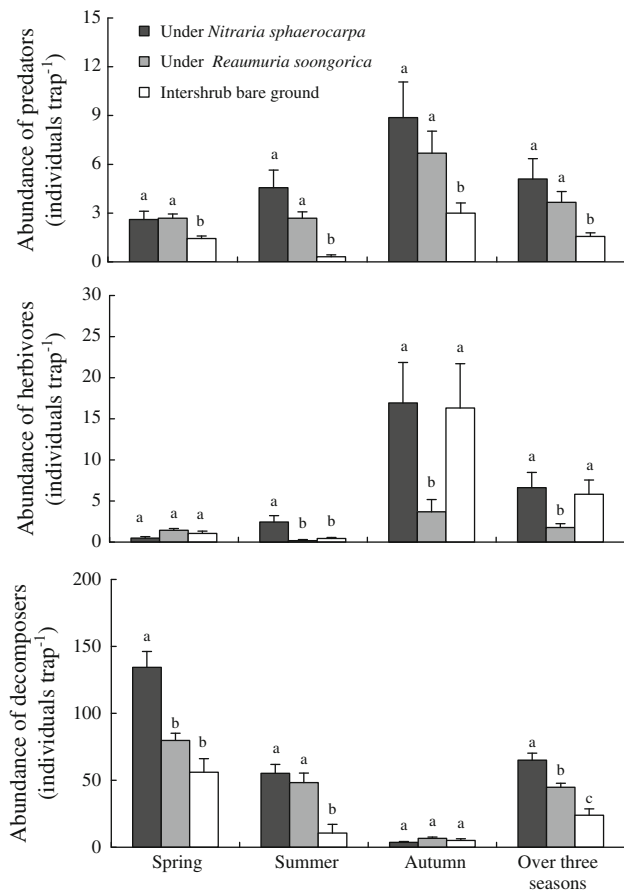 Under Nitraria sphaerocarpa
Under Reaumuria soongorica
Intershrub bare ground
Abundance of predators
(individuals trap-1)
15
12
9
6
3
0
a
a
b
a
a
b
a
a
b
a
a
b
Abundance of herbivores
(individuals trap-1)
30
25
20
15
10
5
0
a
a
a
a
b
b
a
b
a
a
b
a
Abundance of decomposers
(individuals trap-1)
200
150
100
50
0
a
b
b
a
a
b
a
a
a
a
b
c
Spring
Summer
Autumn
Over three
seasons